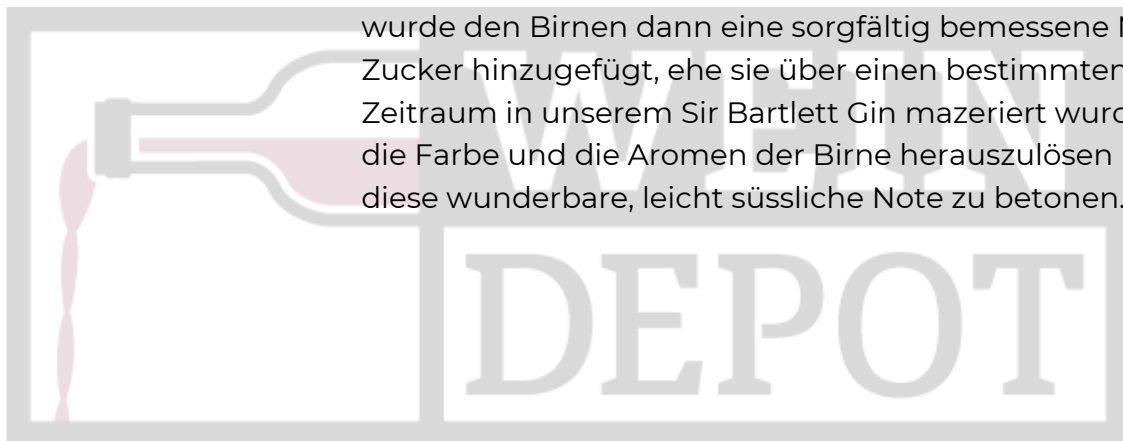 wurde den Birnen dann eine sorgfältig bemessene
Zucker hinzugefügt, ehe sie über einen bestimmten
Zeitraum in unserem Sir Bartlett Gin mazeriert
die Farbe und die Aromen der Birne herauszulösen
diese wunderbare, leicht süssliche Note zu betonen.
WEIN
DEPOT